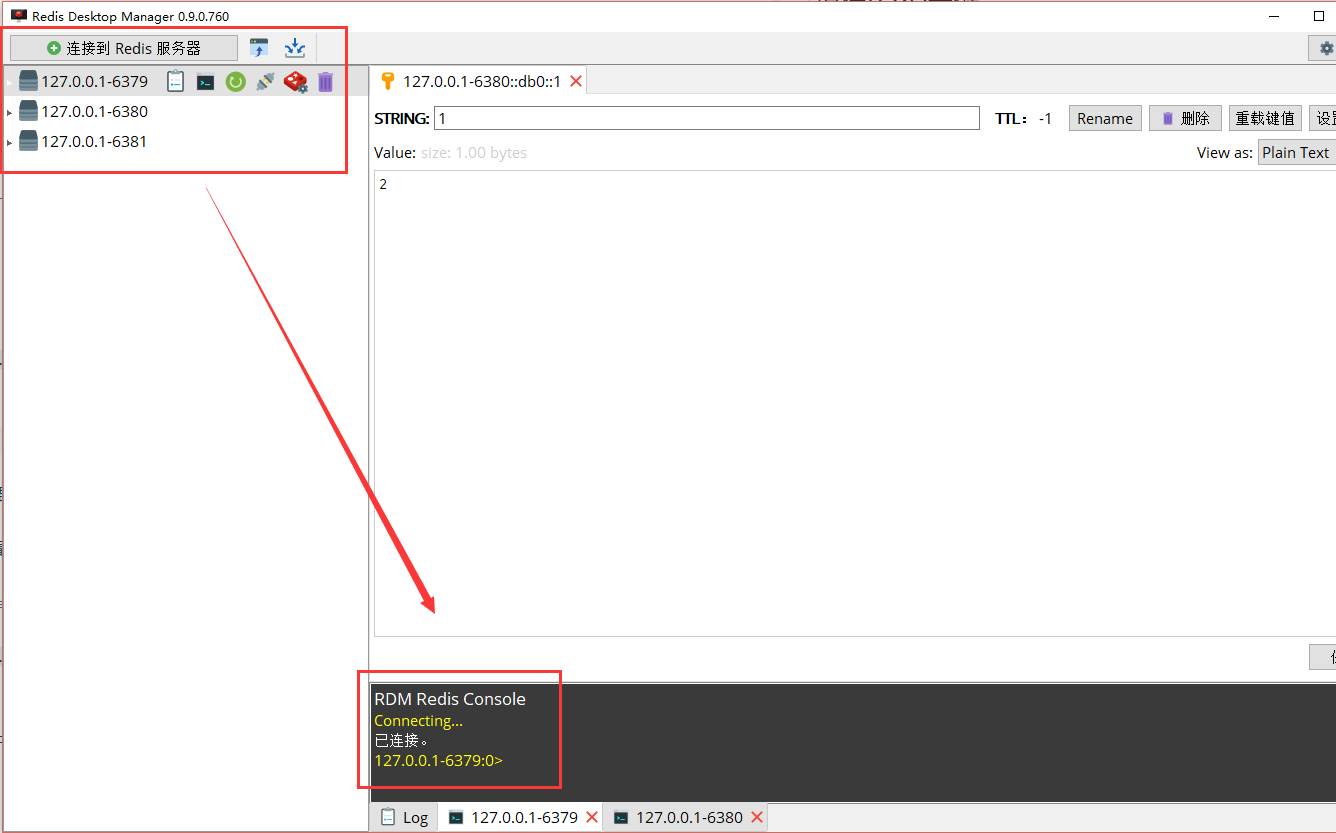 Redis Desktop Manager 0.9.0.760
连接到 Redis 服务器
127.0.0.1-6379
127.0.0.1-6380
127.0.0.1-6381
127.0.0.1-6380::db0::1
STRING: 1 TTL： -1 Rename 删除 重载键值
Value: size: 1.00 bytes View as: Plain Text
2
RDM Redis Console
Connecting...
已连接。
127.0.0.1-6379:0>
Log 127.0.0.1-6379 127.0.0.1-6380